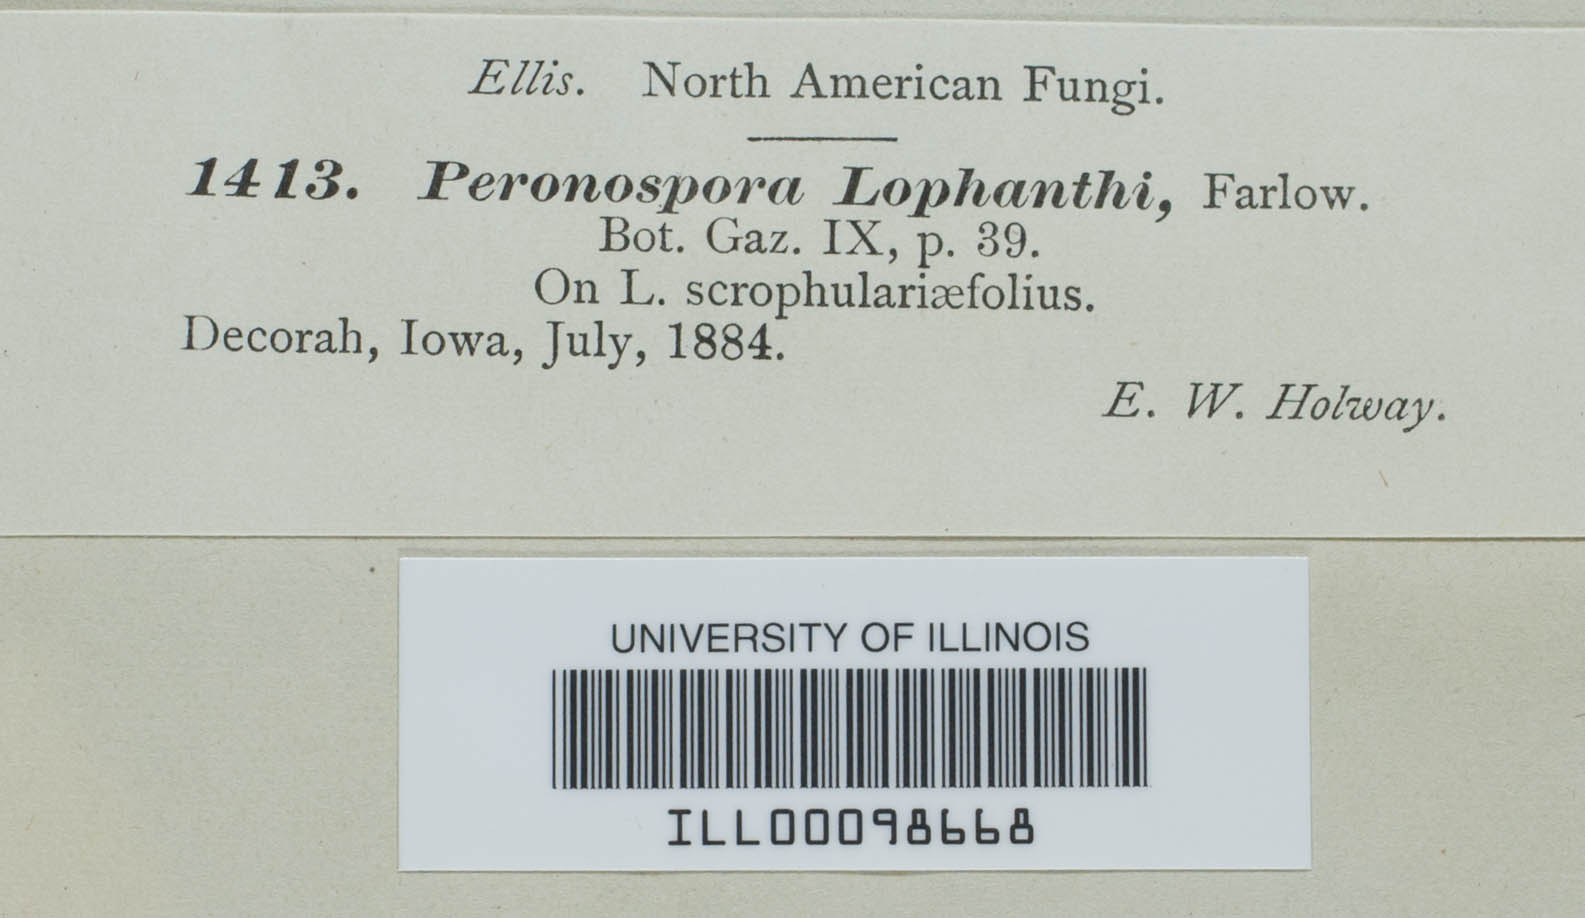 Ellis. North American Fungi.
1413. Peronospora Lophanthi, Farlow.
Bot. Gaz. IX, p. 39.
On L. scrophulariæfolius.
Decorah, Iowa, July, 1884.
E. W. Holway.
UNIVERSITY OF ILLINOIS
ILL00098668